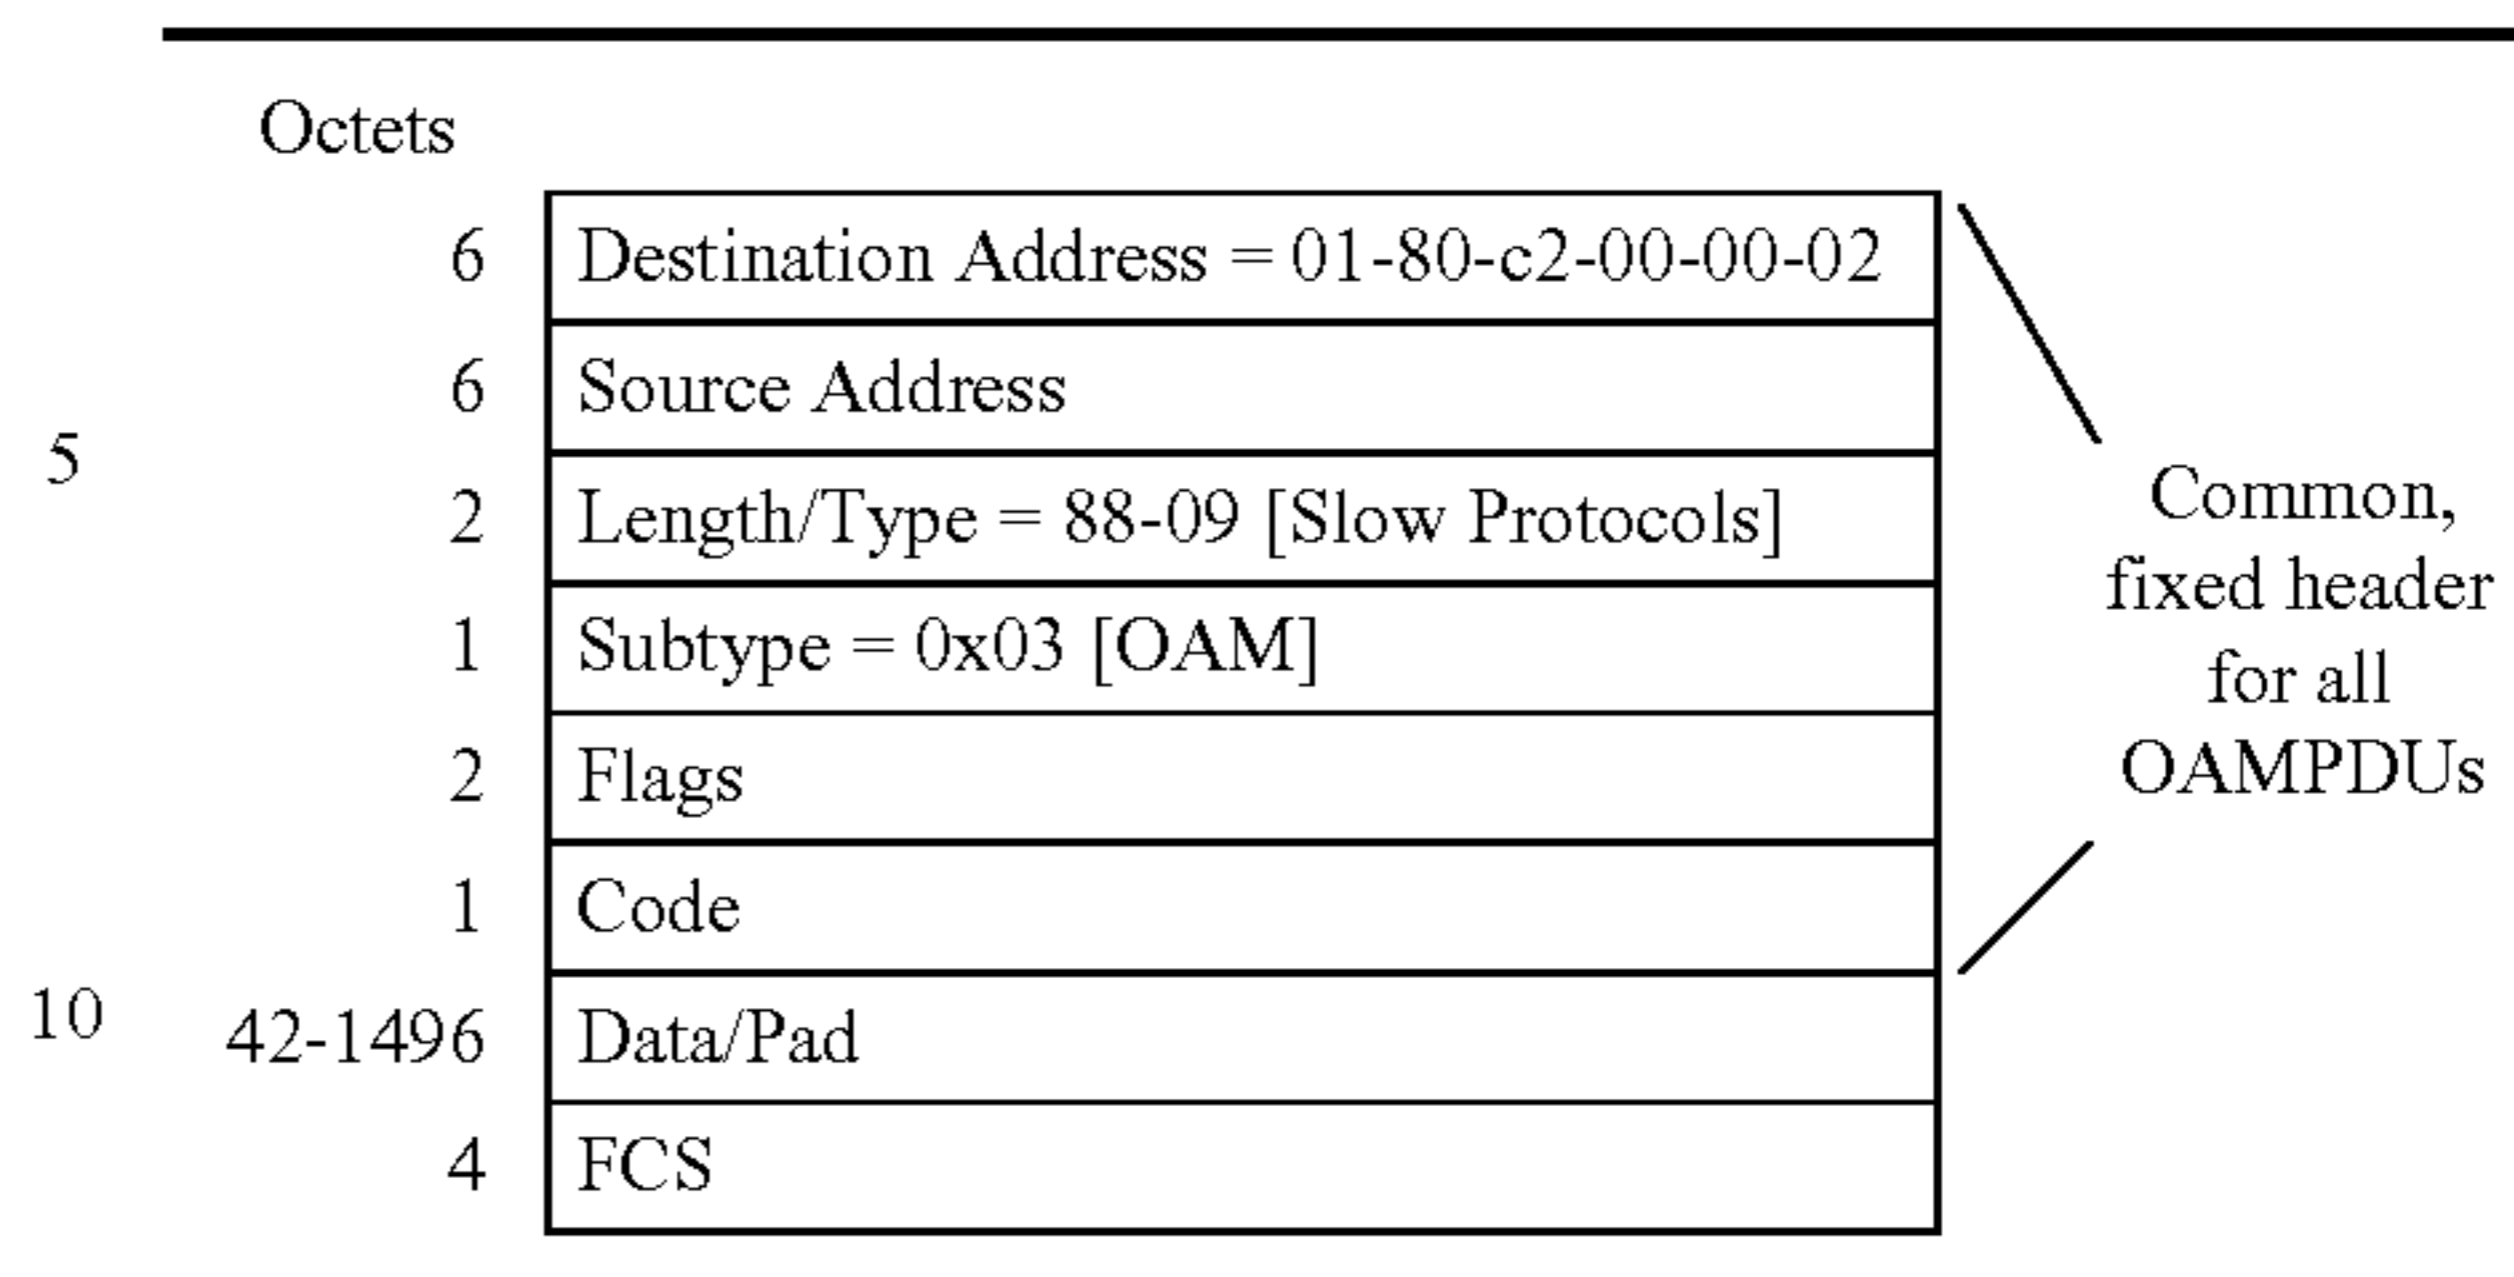 Octets
6 Destination Address = 01-80-c2-00-00-02
6 Source Address
5
2 Length/Type = 88-09 [Slow Protocols]
1 Subtype = 0x03 [OAM]
2 Flags
1 Code
10
42-1496 Data/Pad
4 FCS
Common,
fixed header
for all
OAMPDUs